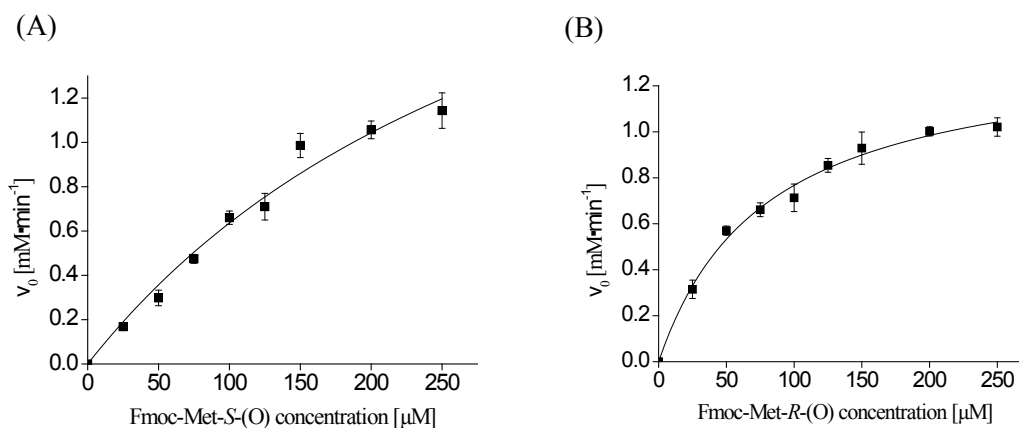 (A)
(B)
1.2
1.0
0.8
0.6
0.4
0.2
0.0
v₀ [mM•min⁻¹]
0 50 100 150 200 250
Fmoc-Met-S-(O) concentration [μM]
1.2
1.0
0.8
0.6
0.4
0.2
0.0
v₀ [mM•min⁻¹]
0 50 100 150 200 250
Fmoc-Met-R-(O) concentration [μM]